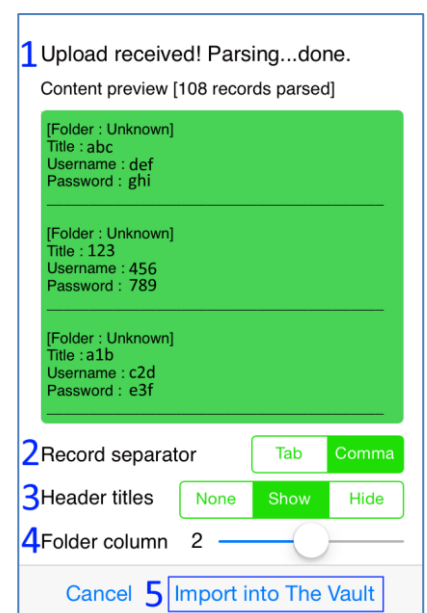 1 Upload received! Parsing...done.
Content preview [108 records parsed]
[Folder : Unknown]
Title : abc
Username : def
Password : ghi
[Folder : Unknown]
Title : 123
Username : 456
Password : 789
[Folder : Unknown]
Title : a1b
Username : c2d
Password : e3f
2 Record separator Tab Comma
3 Header titles None Show Hide
4 Folder column 2
Cancel 5 Import into The Vault